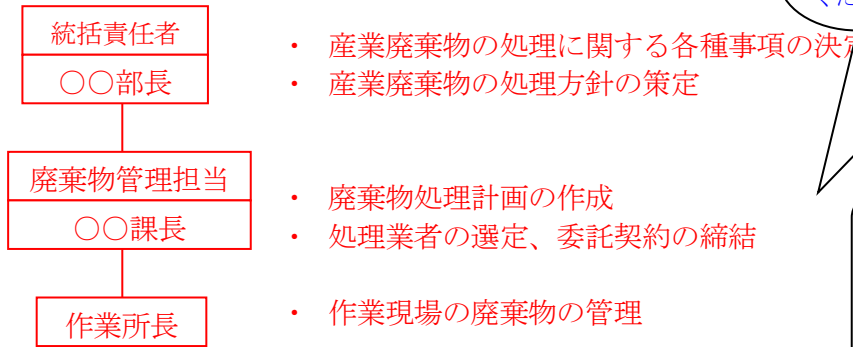 統括責任者
○○部長
・ 産業廃棄物の処理に関する各種事項の決定
・ 産業廃棄物の処理方針の策定
廃棄物管理担当
○○課長
・ 廃棄物処理計画の作成
・ 処理業者の選定、委託契約の締結
作業所長
・ 作業現場の廃棄物の管理